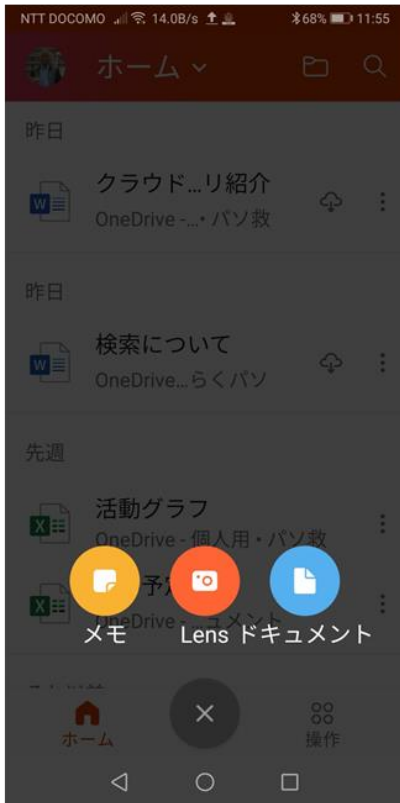 NTT DOCOMO 14.0B/s 68% 11:55
ホーム
昨日
クラウド...リ紹介
OneDrive -...・パソ救
昨日
検索について
OneDrive...らくパソ
先週
活動グラフ
OneDrive - 個人用・パソ救
予定
OneDrive - ...ュメント
メモ
Lens
ドキュメント
ホーム
操作